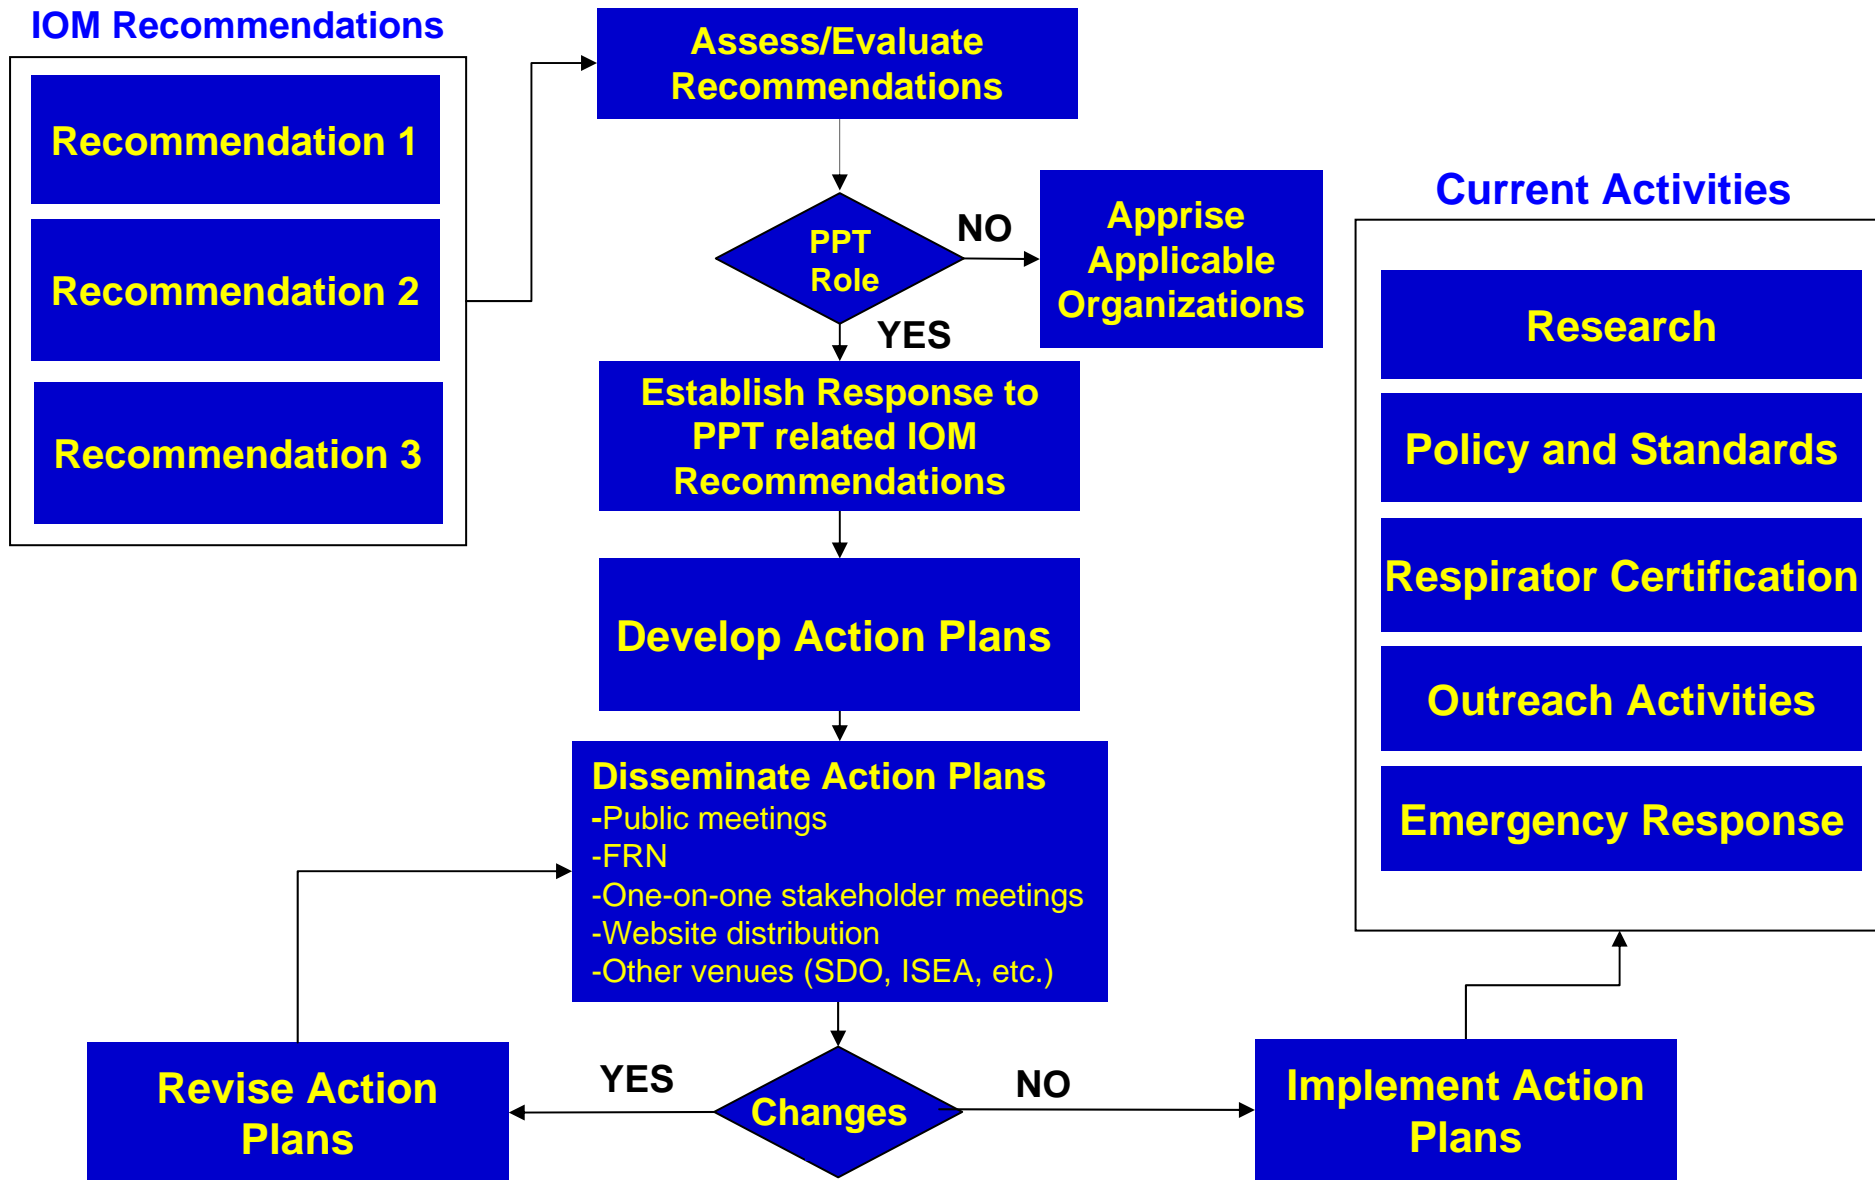 IOM Recommendations
Recommendation 1
Recommendation 2
Recommendation 3
Assess/Evaluate
Recommendations
PPT
Role
NO
Apprise
Applicable
Organizations
YES
Establish Response to
PPT related IOM
Recommendations
Develop Action Plans
Disseminate Action Plans
-Public meetings
-FRN
-One-on-one stakeholder meetings
-Website distribution
-Other venues (SDO, ISEA, etc.)
Changes
YES
Revise Action
Plans
NO
Implement Action
Plans
Current Activities
Research
Policy and Standards
Respirator Certification
Outreach Activities
Emergency Response